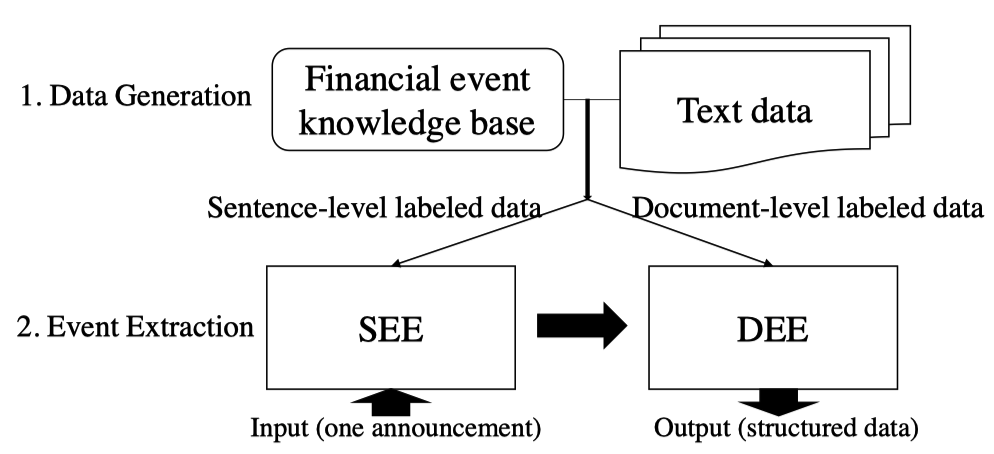 1. Data Generation
Financial event
knowledge base
Text data
Sentence-level labeled data
Document-level labeled data
2. Event Extraction
SEE
DEE
Input (one announcement)
Output (structured data)